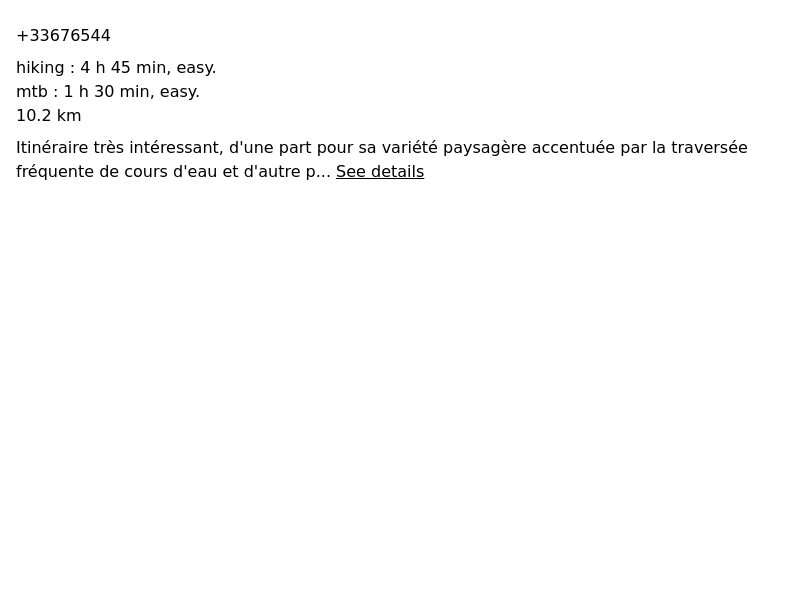 +33676544
hiking : 4 h 45 min, easy.
mtb : 1 h 30 min, easy.
10.2 km
Itinéraire très intéressant, d'une part pour sa variété paysagère accentuée par la traversée
fréquente de cours d'eau et d'autre p... See details